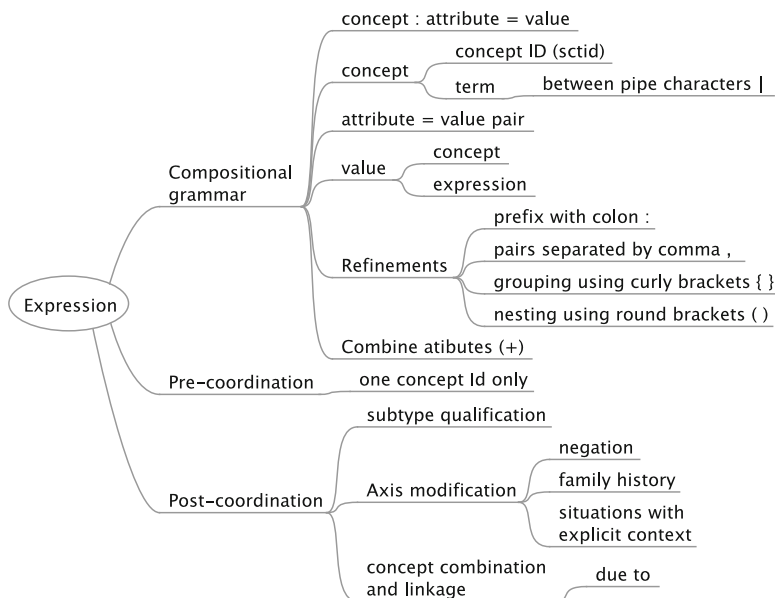 concept : attribute = value
concept ID (sctid)
concept
term
between pipe characters |
attribute = value pair
Compositional
grammar
value
concept
expression
prefix with colon :
pairs separated by comma ,
Refinements
grouping using curly brackets { }
nesting using round brackets ( )
Expression
Combine atibutes (+)
Pre-coordination
one concept Id only
subtype qualification
negation
Axis modification
family history
Post-coordination
situations with
explicit context
concept combination
and linkage
due to